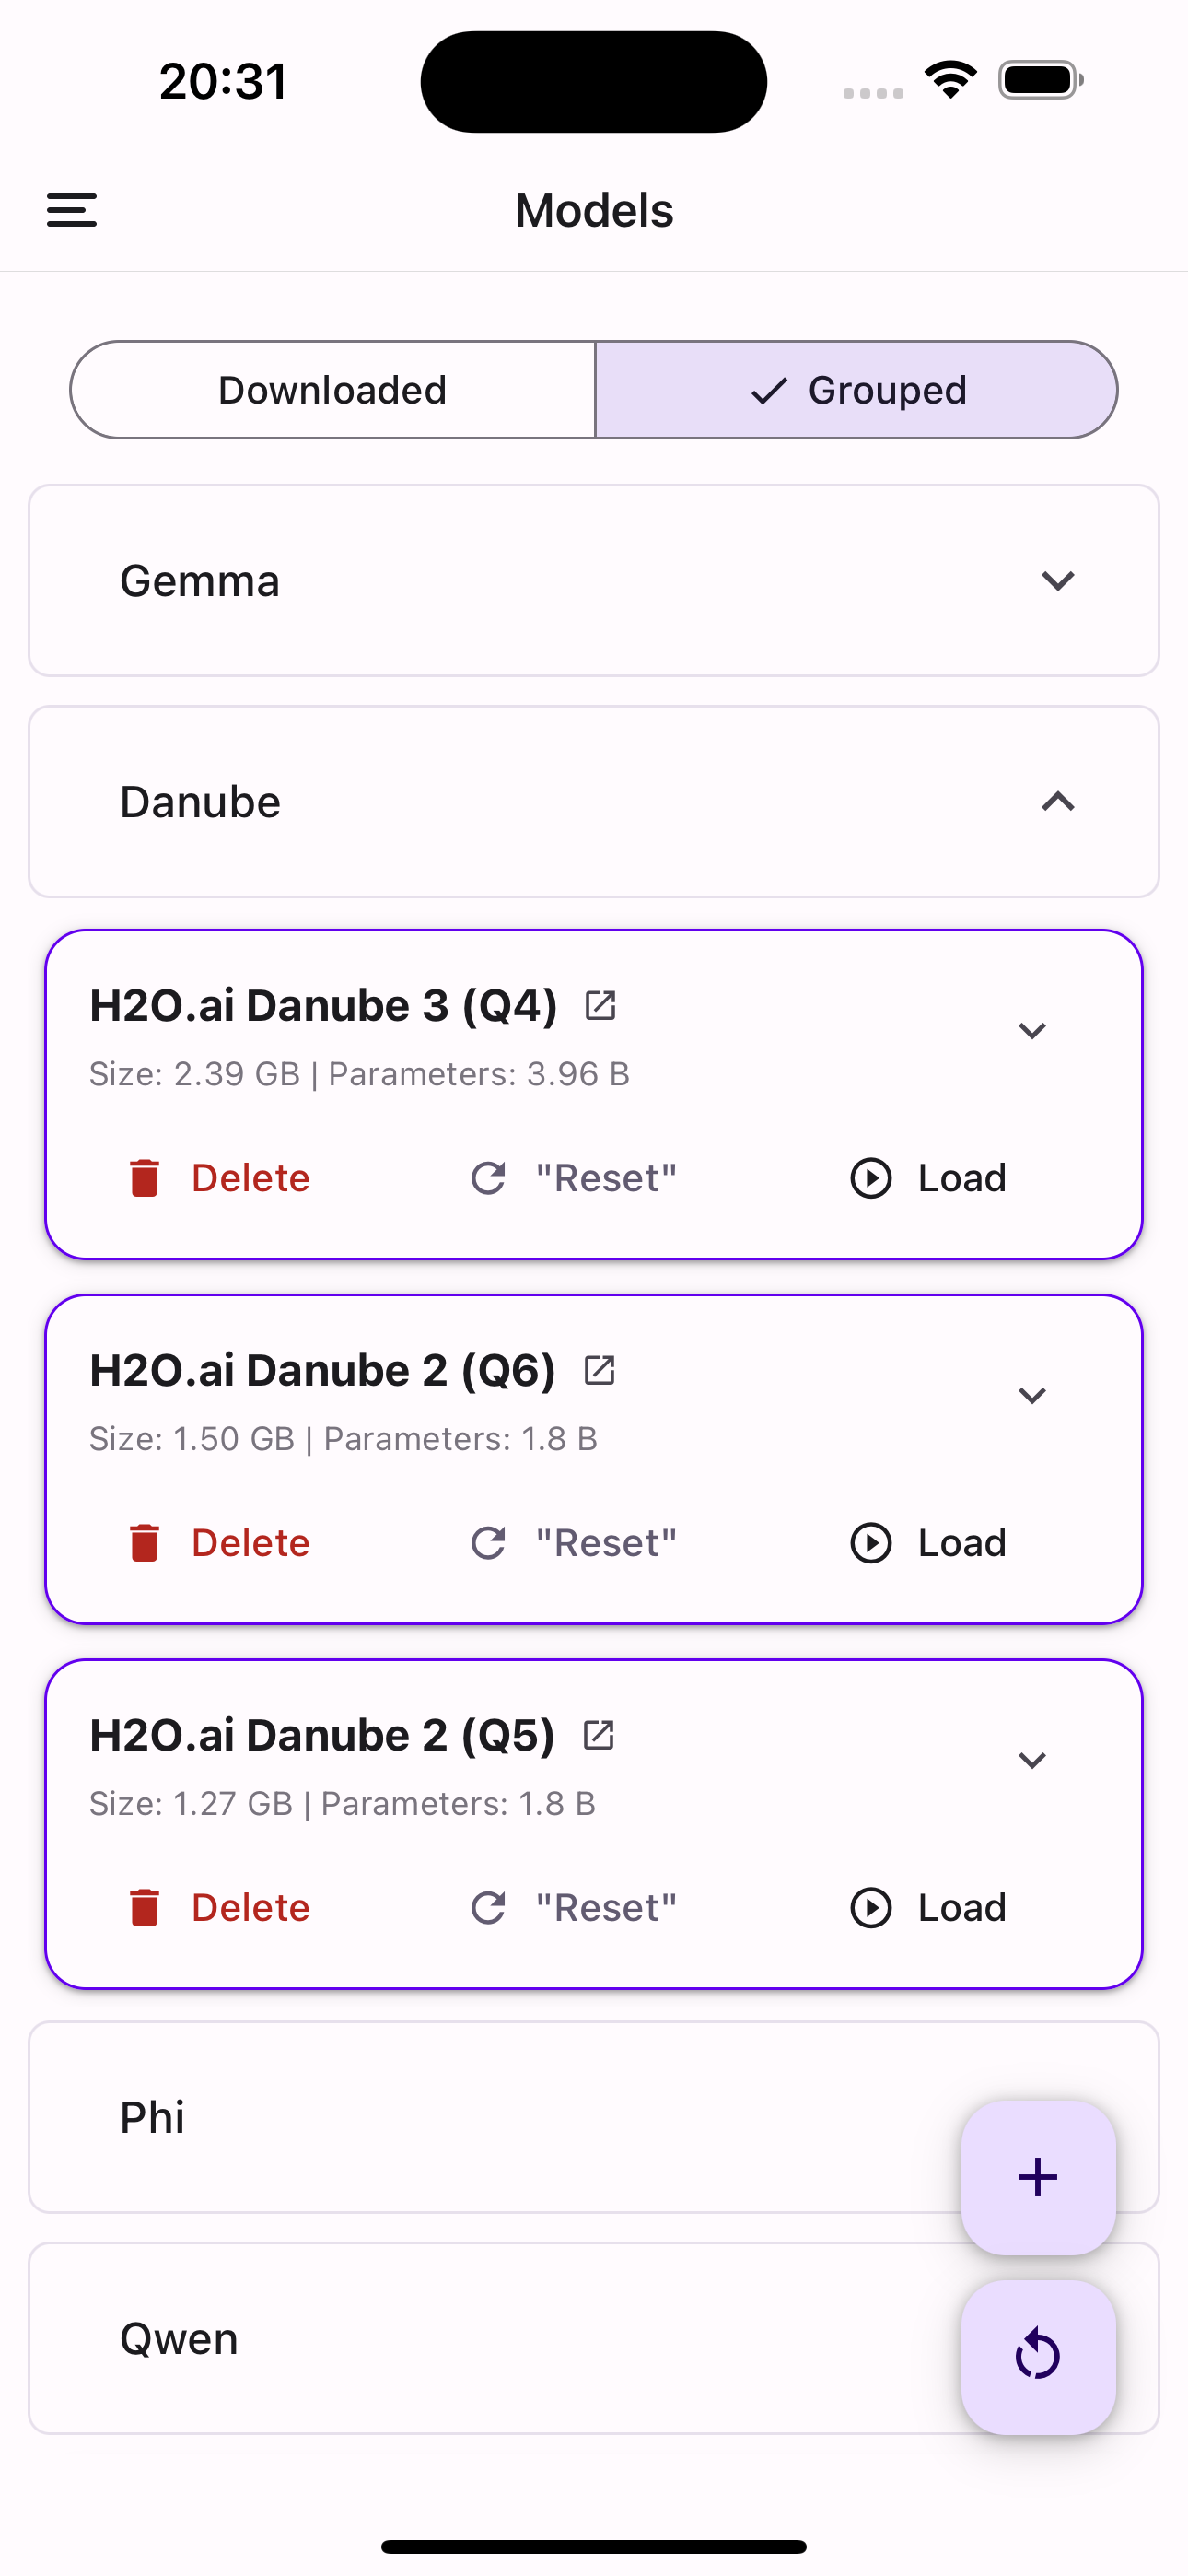 20:31
Models
Downloaded
Grouped
Gemma
Danube
H2O.ai Danube 3 (Q4)
Size: 2.39 GB | Parameters: 3.96 B
Delete "Reset" Load
H2O.ai Danube 2 (Q6)
Size: 1.50 GB | Parameters: 1.8 B
Delete "Reset" Load
H2O.ai Danube 2 (Q5)
Size: 1.27 GB | Parameters: 1.8 B
Delete "Reset" Load
Phi
Qwen